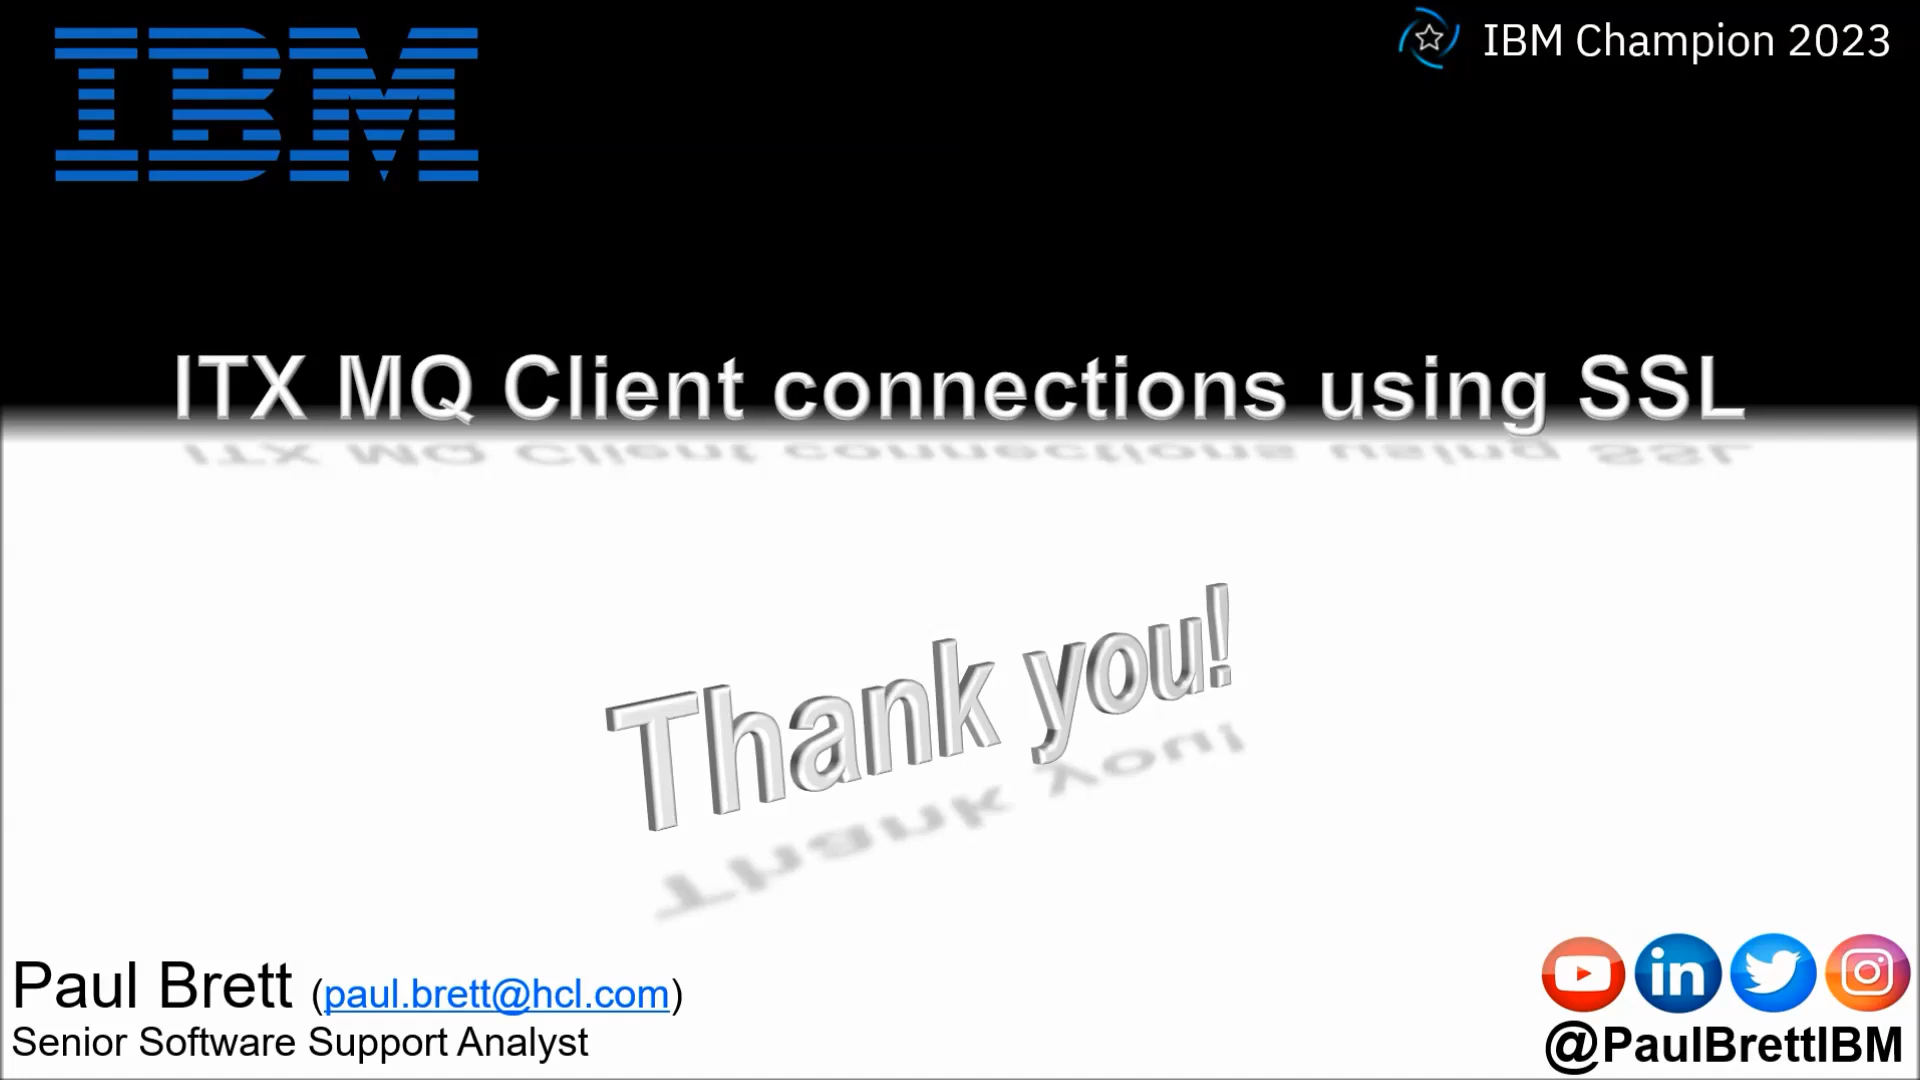 IBM
IBM Champion 2023
ITX MQ Client connections using SSL
Thank you!
Paul Brett (paul.brett@hcl.com)
Senior Software Support Analyst
in
@PaulBrettIBM